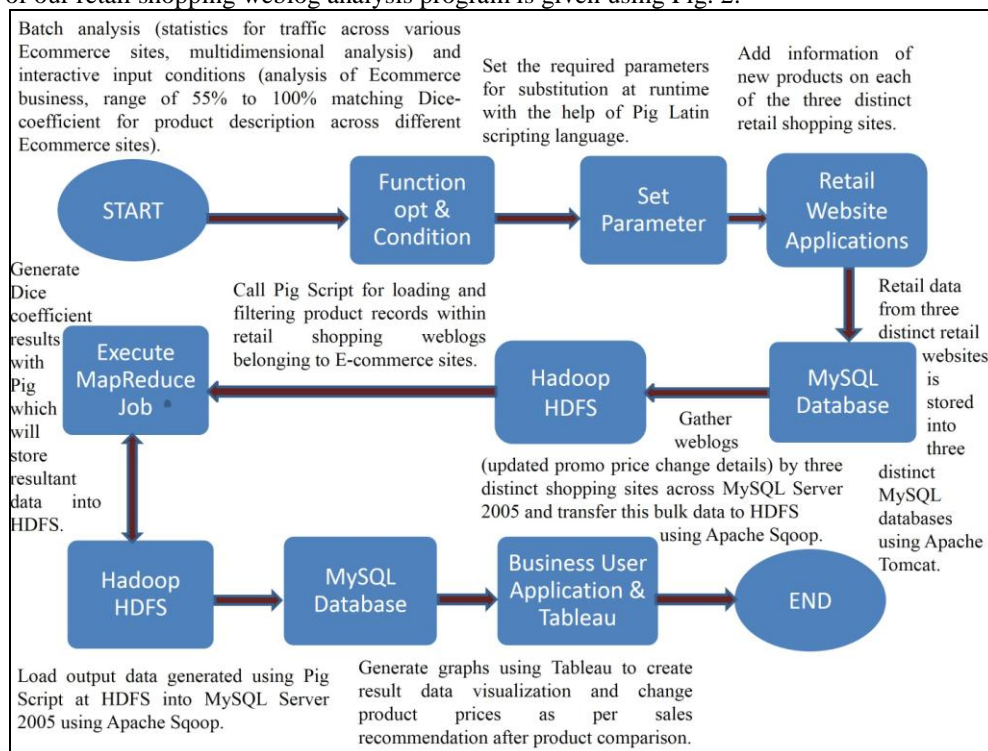 of our retail shopping weblog analysis program is given using Fig. 2.
Batch analysis (statistics for traffic across various
Ecommerce sites, multidimensional analysis) and
interactive input conditions (analysis of Ecommerce
business, range of 55% to 100% matching Dice-
coefficient for product description across different
Ecommerce sites).
Set the required parameters
for substitution at runtime
with the help of Pig Latin
scripting language.
Add information of
new products on each
of the three distinct
retail shopping sites.
START
Function
opt &
Condition
Set
Parameter
Retail
Website
Applications
Retail data
from three
distinct retail
websites
is
stored
into
three
distinct
MySQL
databases
using Apache
Tomcat.
MySQL
Database
Gather
weblogs
(updated promo price change details) by three
distinct shopping sites across MySQL Server
2005 and transfer this bulk data to HDFS
using Apache Sqoop.
Hadoop
HDFS
Call Pig Script for loading and
filtering product records within
retail shopping weblogs
belonging to E-commerce sites.
Execute
MapReduce
Job
Generate
Dice
coefficient
results
with
Pig
which
will
store
resultant
data into
HDFS.
Hadoop
HDFS
MySQL
Database
Business User
Application &
Tableau
END
Load output data generated using Pig
Script at HDFS into MySQL Server
2005 using Apache Sqoop.
Generate graphs using Tableau to create
result data visualization and change
product prices as per sales
recommendation after product comparison.